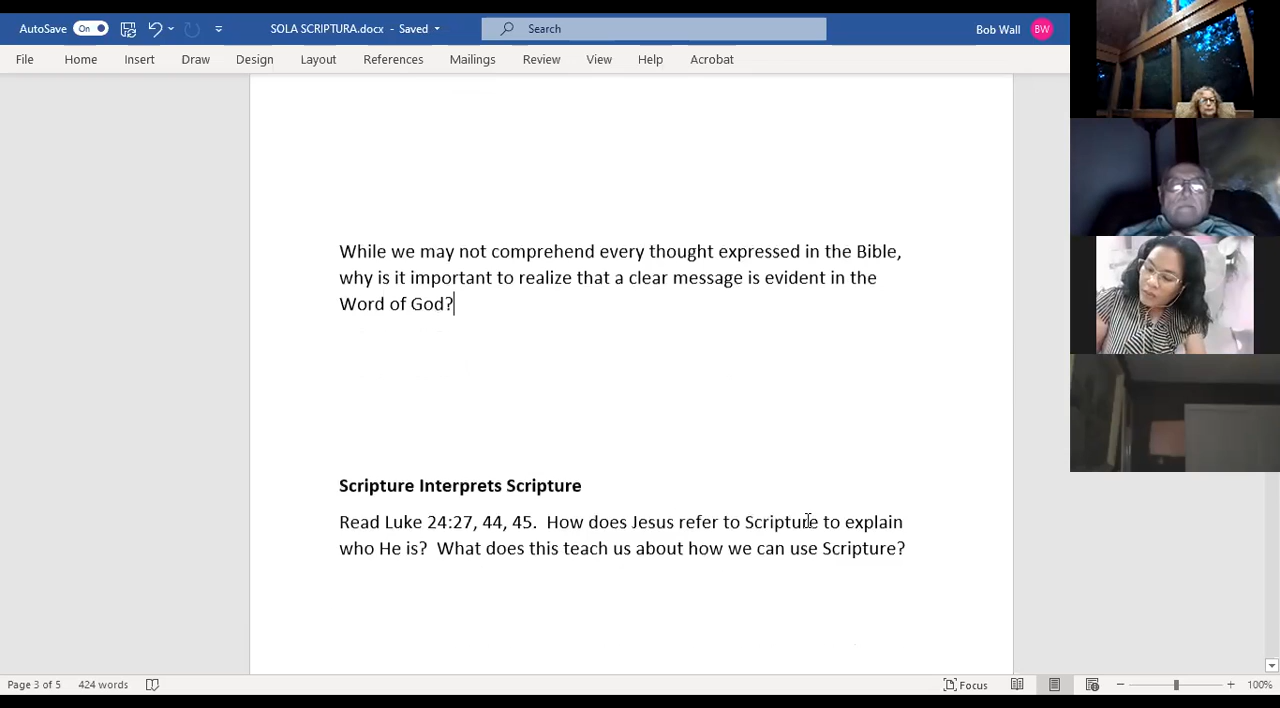 AutoSave On SOLA SCRIPTURA.docx - Saved Search Bob Wall BW
File Home Insert Draw Design Layout References Mailings Review View Help Acrobat
While we may not comprehend every thought expressed in the Bible,
why is it important to realize that a clear message is evident in the
Word of God?
Scripture Interprets Scripture
Read Luke 24:27, 44, 45.  How does Jesus refer to Scripture to explain
who He is?  What does this teach us about how we can use Scripture?
Page 3 of 5 424 words Focus 100%